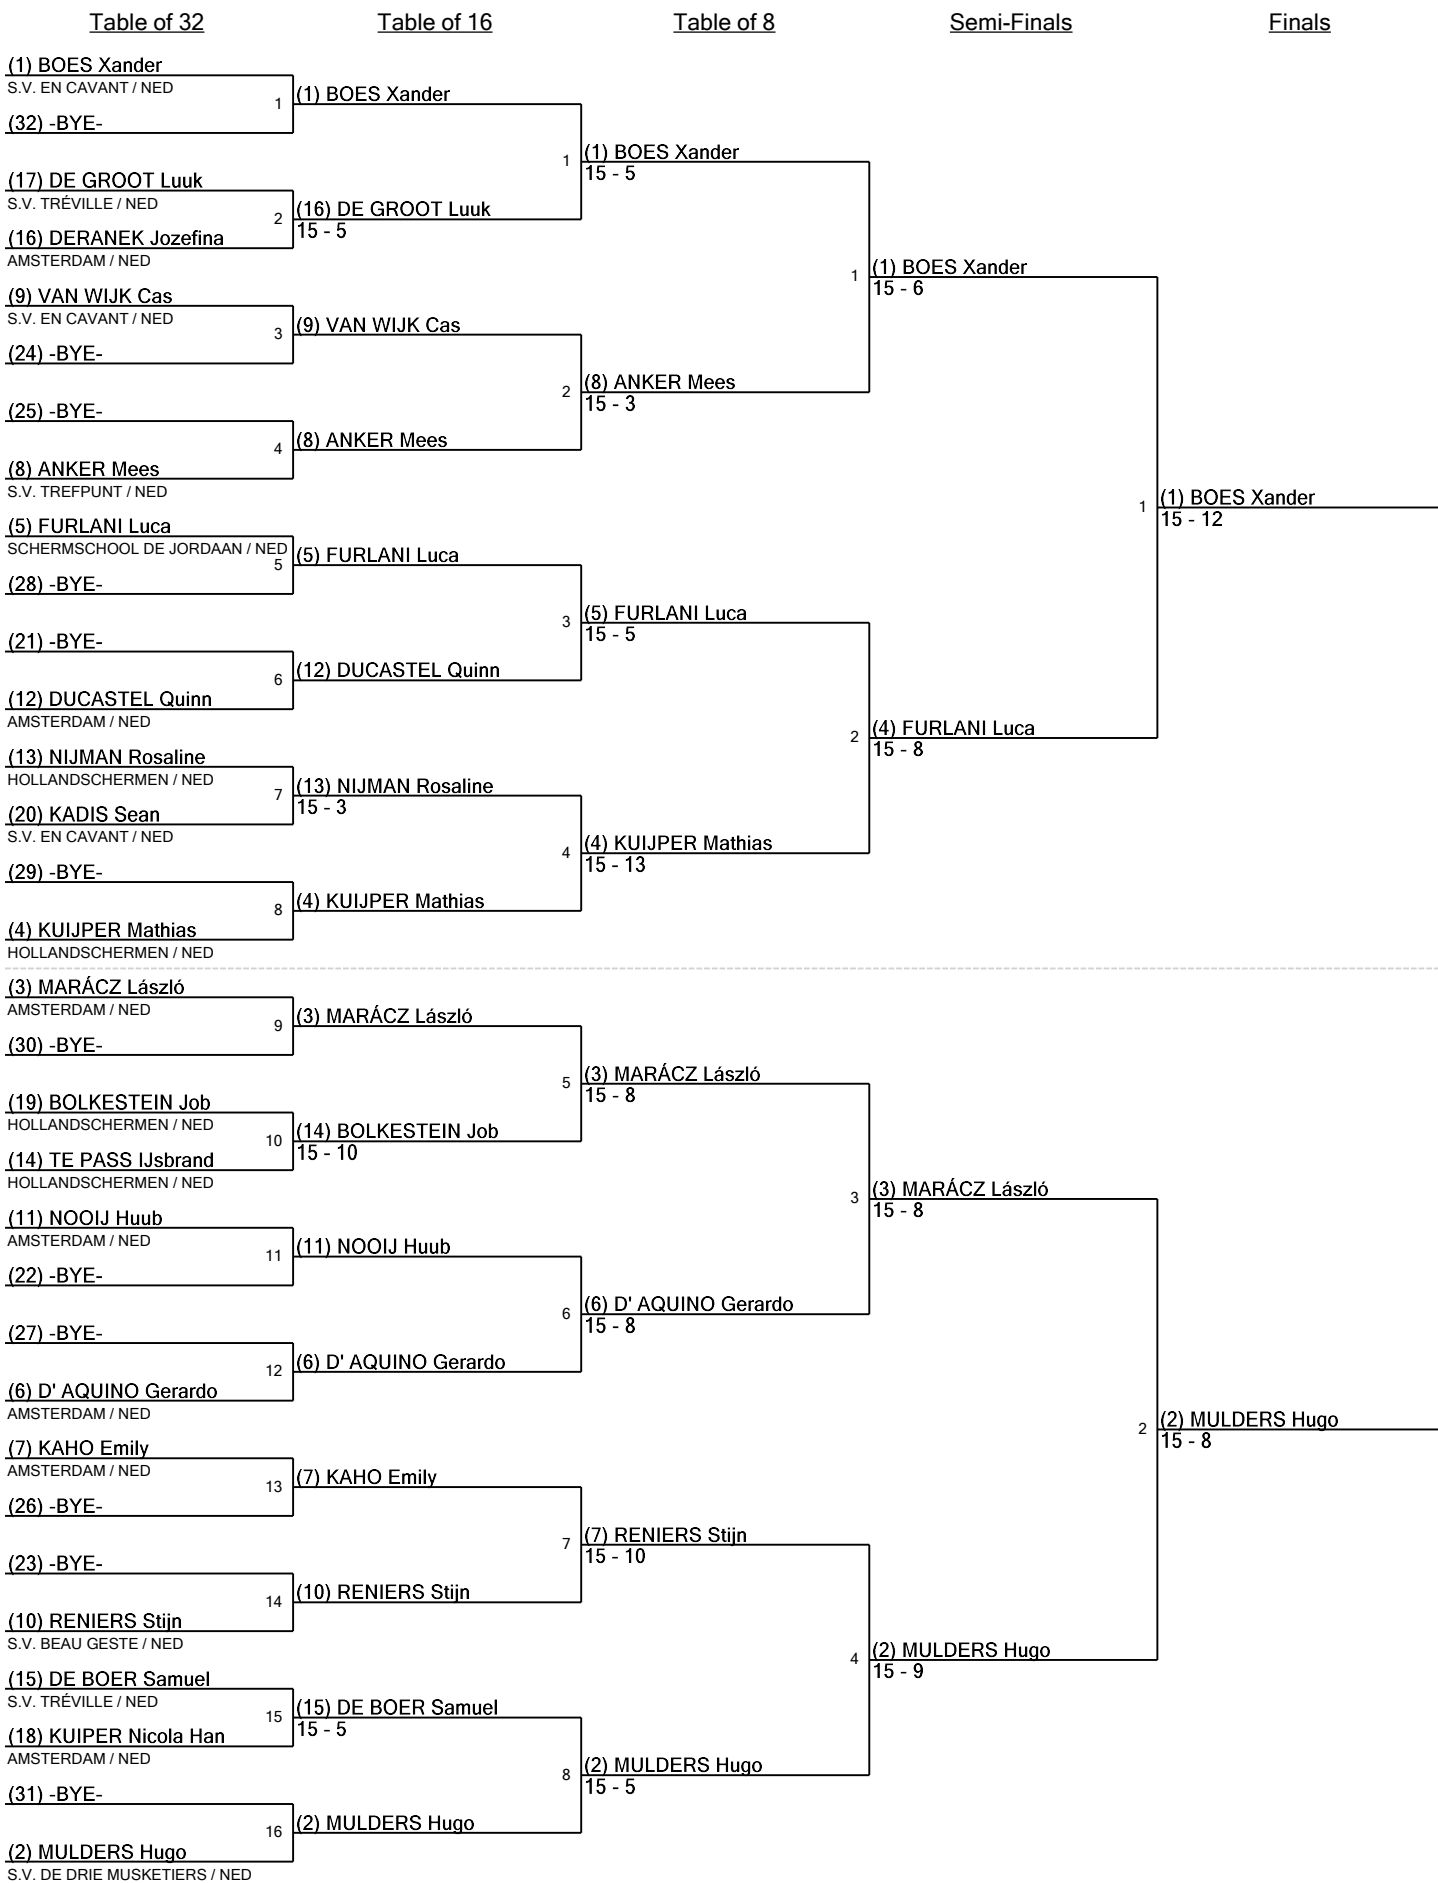 Table of 32
Table of 16
Table of 8
Semi-Finals
Finals
(1) BOES Xander
S.V. EN CAVANT / NED
1
(32) -BYE-
(17) DE GROOT Luuk
S.V. TRÉVILLE / NED
2
(16) DERANEK Jozefina
AMSTERDAM / NED
(9) VAN WIJK Cas
S.V. EN CAVANT / NED
3
(24) -BYE-
(25) -BYE-
4
(8) ANKER Mees
S.V. TREFPUNT / NED
(5) FURLANI Luca
SCHERMSCHOOL DE JORDAAN / NED
5
(28) -BYE-
(21) -BYE-
6
(12) DUCASTEL Quinn
AMSTERDAM / NED
(13) NIJMAN Rosaline
HOLLANDSCHERMEN / NED
7
(20) KADIS Sean
S.V. EN CAVANT / NED
(29) -BYE-
8
(4) KUIJPER Mathias
HOLLANDSCHERMEN / NED
(3) MARÁCZ László
AMSTERDAM / NED
9
(30) -BYE-
(19) BOLKESTEIN Job
HOLLANDSCHERMEN / NED
10
(14) TE PASS IJsbrand
HOLLANDSCHERMEN / NED
(11) NOOIJ Huub
AMSTERDAM / NED
11
(22) -BYE-
(27) -BYE-
12
(6) D' AQUINO Gerardo
AMSTERDAM / NED
(7) KAHO Emily
AMSTERDAM / NED
13
(26) -BYE-
(23) -BYE-
14
(10) RENIERS Stijn
S.V. BEAU GESTE / NED
(15) DE BOER Samuel
S.V. TRÉVILLE / NED
15
(18) KUIPER Nicola Han
AMSTERDAM / NED
(31) -BYE-
16
(2) MULDERS Hugo
S.V. DE DRIE MUSKETIERS / NED
(1) BOES Xander
1
(16) DE GROOT Luuk
15 - 5
(9) VAN WIJK Cas
2
(8) ANKER Mees
(5) FURLANI Luca
3
(12) DUCASTEL Quinn
(13) NIJMAN Rosaline
15 - 3
4
(4) KUIJPER Mathias
(3) MARÁCZ László
5
(14) BOLKESTEIN Job
15 - 10
(11) NOOIJ Huub
6
(6) D' AQUINO Gerardo
(7) KAHO Emily
7
(10) RENIERS Stijn
(15) DE BOER Samuel
15 - 5
8
(2) MULDERS Hugo
(1) BOES Xander
15 - 5
1
(8) ANKER Mees
15 - 3
(5) FURLANI Luca
15 - 5
2
(4) KUIJPER Mathias
15 - 13
(3) MARÁCZ László
15 - 8
3
(6) D' AQUINO Gerardo
15 - 8
(7) RENIERS Stijn
15 - 10
4
(2) MULDERS Hugo
15 - 5
(1) BOES Xander
15 - 6
1
(4) FURLANI Luca
15 - 8
(3) MARÁCZ László
15 - 8
2
(2) MULDERS Hugo
15 - 9
(1) BOES Xander
15 - 12
(2) MULDERS Hugo
15 - 8